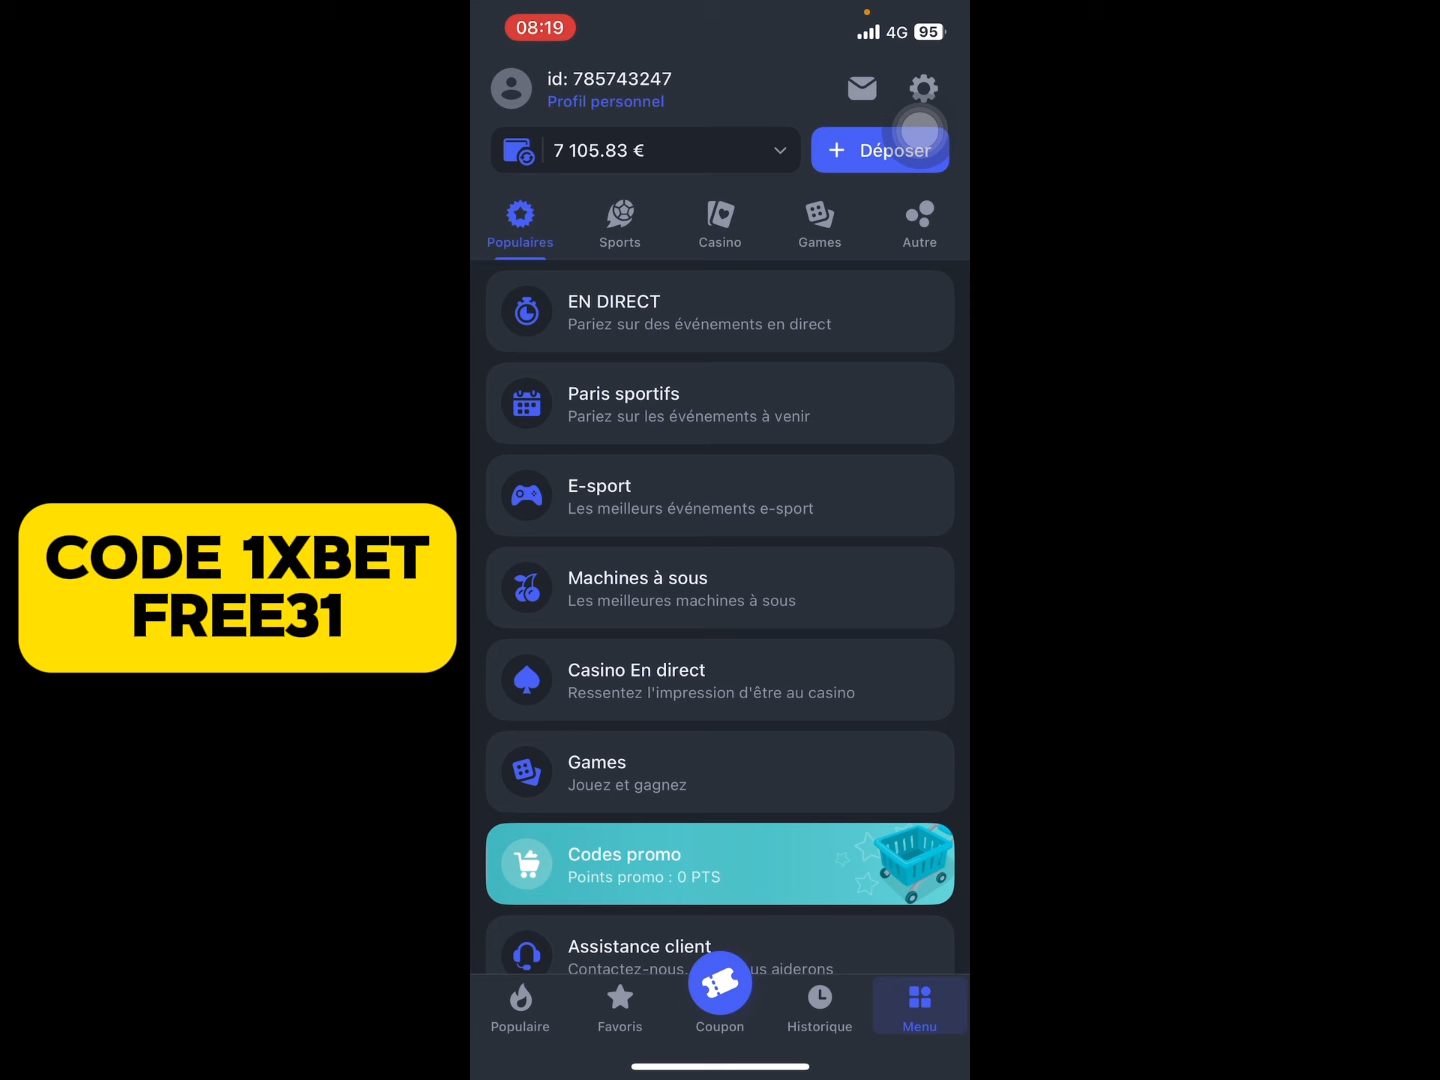 08:19
4G 95
id: 785743247
Profil personnel
7 105.83 €
+ Déposer
Populaires
Sports
Casino
Games
Autre
EN DIRECT
Pariez sur des événements en direct
Paris sportifs
Pariez sur les événements à venir
E-sport
Les meilleurs événements e-sport
CODE 1XBET
FREE31
Machines à sous
Les meilleures machines à sous
Casino En direct
Ressentez l'impression d'être au casino
Games
Jouez et gagnez
Codes promo
Points promo : 0 PTS
Assistance client
Contactez-nous, us aiderons
Populaire
Favoris
Coupon
Historique
Menu